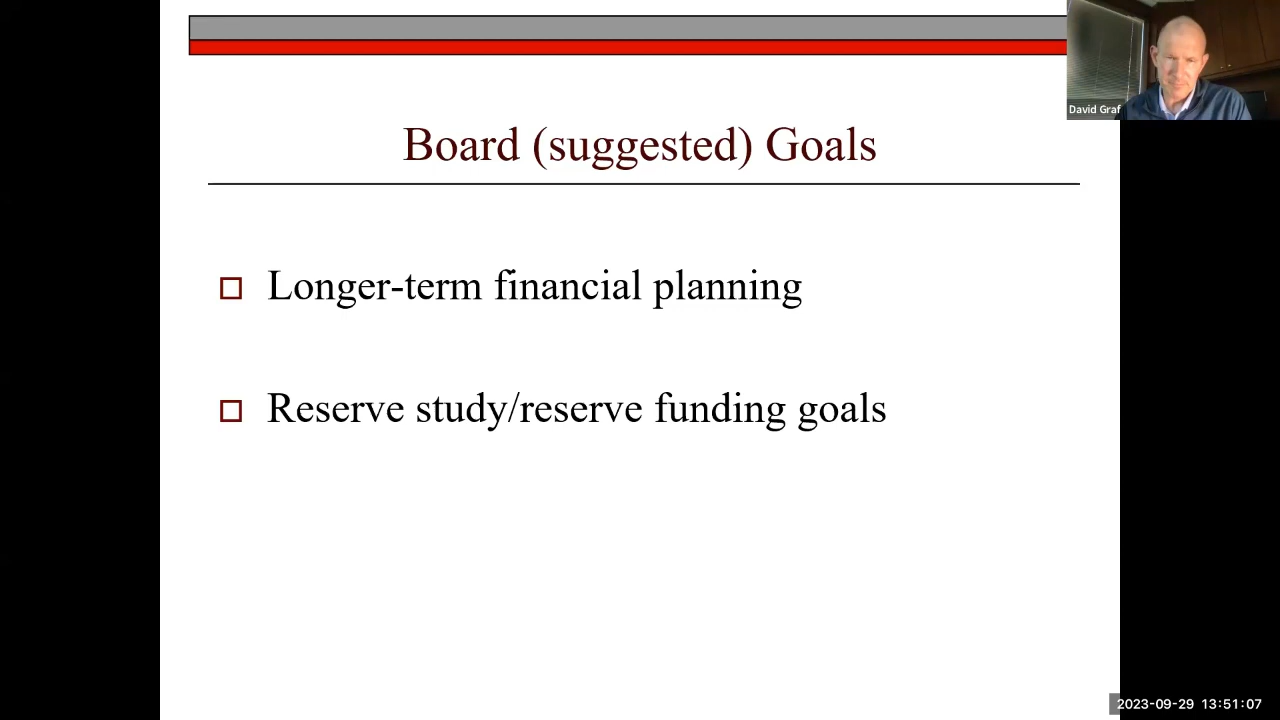 David Graf
Board (suggested) Goals
Longer-term financial planning
Reserve study/reserve funding goals
2023-09-29 13:51:07